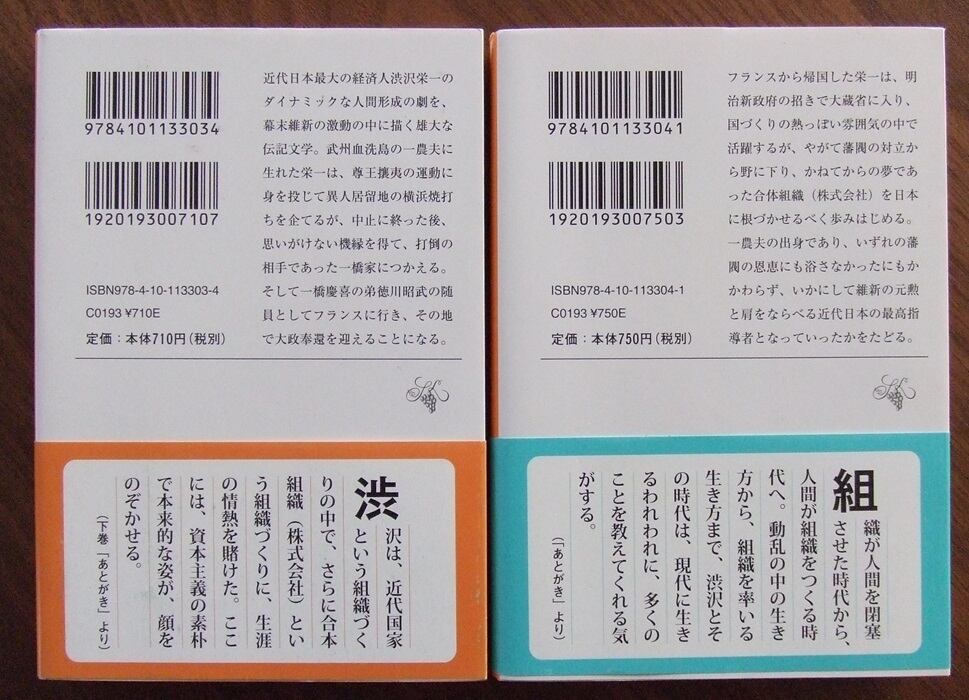 9784101133034
1920193007107
ISBN978-4-10-113303-4
C0193 ¥710E
定価：本体710円（税別）
近代日本最大の経済人渋沢栄一の
ダイナミックな人間形成の劇を、
幕末維新の激動の中に描く雄大な
伝記文学。武州血洗島の一農夫に
生れた栄一は、尊王攘夷の運動に
身を投じて異人居留地の横浜焼打
ちを企てるが、中止に終った後、
思いがけない機縁を得て、打倒の
相手であった一橋家につかえる。
そして一橋慶喜の弟徳川昭武の随
員としてフランスに行き、その地
で大政奉還を迎えることになる。
渋沢は、近代国家
という組織づく
りの中で、さらに合本
組織（株式会社）とい
う組織づくりに、生涯
の情熱を賭けた。ここ
には、資本主義の素朴
で本来的な姿が、顔を
のぞかせる。
（下巻「あとがき」より）
9784101133041
1920193007503
ISBN978-4-10-113304-1
C0193 ¥750E
定価：本体750円（税別）
フランスから帰国した栄一は、明
治新政府の招きで大蔵省に入り、
国づくりの熱っぽい雰囲気の中で
活躍するが、やがて藩閥の対立から
野に下り、かねてからの夢であ
った合体組織（株式会社）を日本
に根づかせるべく歩みはじめる。
一農夫の出身であり、いずれの藩
閥の恩恵にも浴さなかったにもか
かわらず、いかにして維新の元勲
と肩をならべる近代日本の最高指
導者となっていったかをたどる。
組織が人間を閉塞
させた時代から、
人間が組織をつくる時
代へ。動乱の中の生き
方から、組織を率いる
生き方まで、渋沢とそ
の時代は、現代に生き
るわれわれに、多くの
ことを教えてくれる気
がする。
（「あとがき」より）